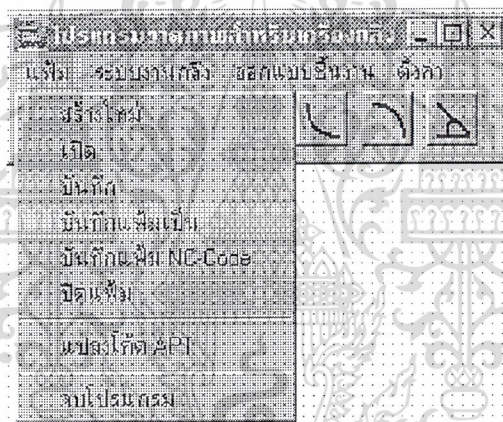 โปรแกรมวาดภาพสำหรับเครื่องกลึง
แฟ้ม ระบบงานกลึง ออกแบบชิ้นงาน ตั้งค่า
สร้างใหม่
เปิด
บันทึก
บันทึกแฟ้มเป็น
บันทึกแฟ้ม NC-Code
ปิดแฟ้ม
แปลงโค้ด APT
จบโปรแกรม